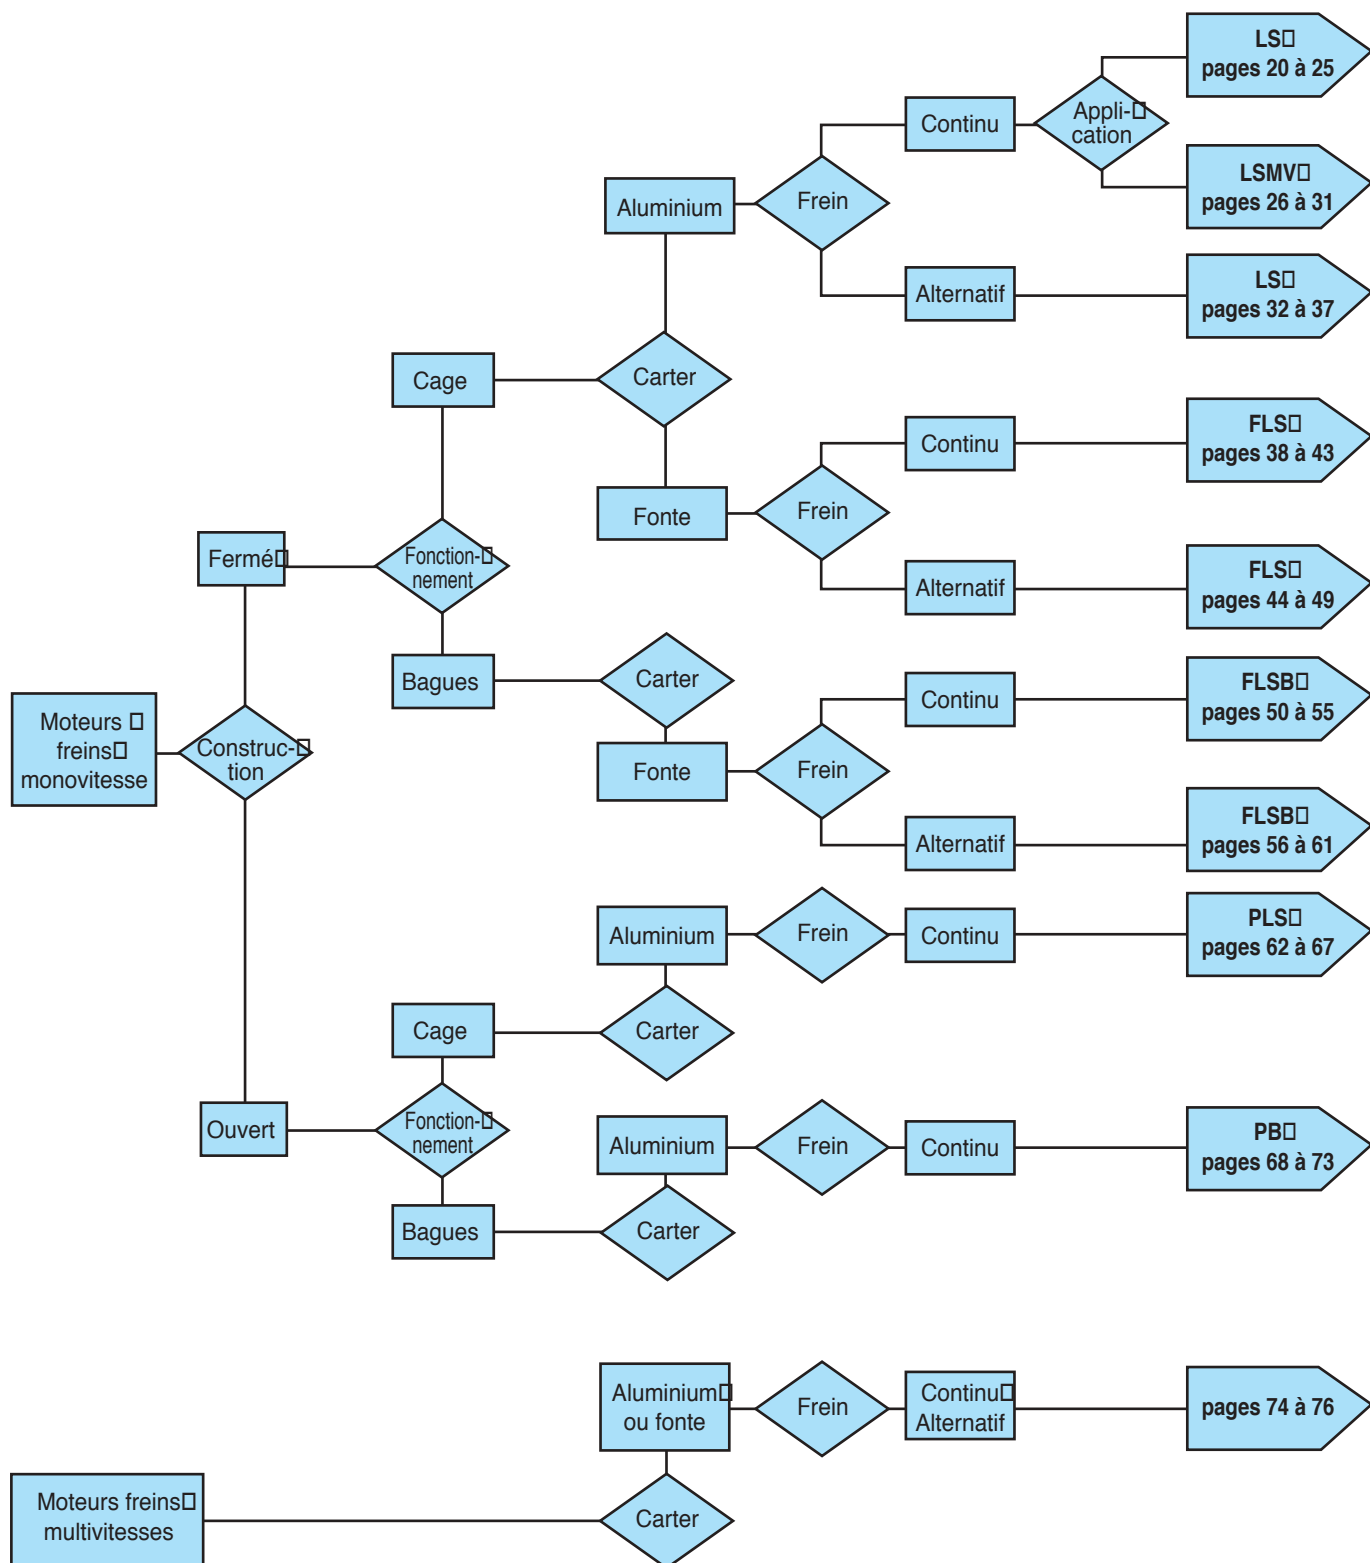 LS
pages 20 à 25
Continu
Appli-
cation
LSMV
pages 26 à 31
Aluminium
Frein
Alternatif
LS
pages 32 à 37
Cage
Carter
Continu
FLS
pages 38 à 43
Fonte
Frein
Fermé
Fonction-
nement
Alternatif
FLS
pages 44 à 49
Bagues
Carter
Continu
FLSB
pages 50 à 55
Moteurs
freins
monovitesse
Construc-
tion
Fonte
Frein
Alternatif
FLSB
pages 56 à 61
Aluminium
Frein
Continu
PLS
pages 62 à 67
Cage
Carter
Ouvert
Fonction-
nement
Aluminium
Frein
Continu
PB
pages 68 à 73
Bagues
Carter
Aluminium
ou fonte
Frein
Continu
Alternatif
pages 74 à 76
Moteurs freins
multivitesses
Carter